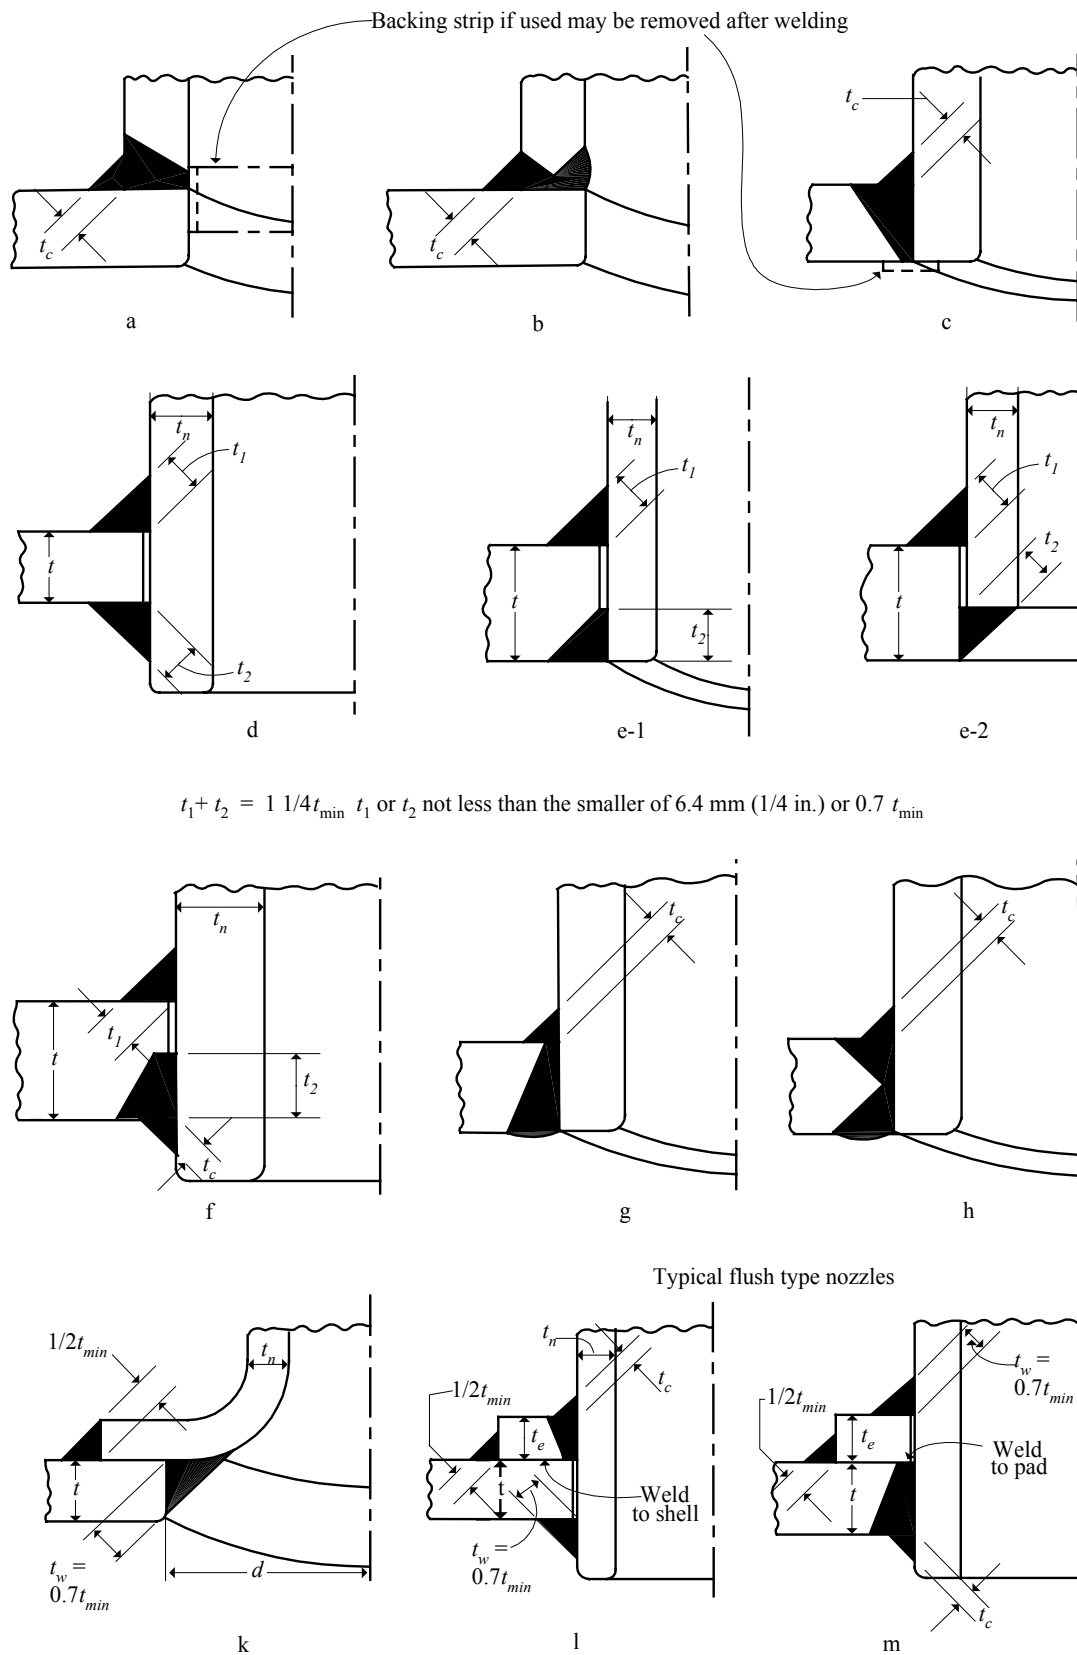 Backing strip if used may be removed after welding
t_c
t_c
t_c
a
b
c
t_n
t_1
t
t_2
t_n
t_1
t
t_2
t_n
t_1
t_2
t
d
e-1
e-2
t_1 + t_2 = 1 1/4 t_min t_1 or t_2 not less than the smaller of 6.4 mm (1/4 in.) or 0.7 t_min
t_n
t_1
t
t_2
t_c
t_c
t_c
f
g
h
Typical flush type nozzles
1/2t_min
t_n
t
t_w =
0.7t_min
d
t_n
t_c
1/2t_min
t_e
t
Weld
to shell
t_w =
0.7t_min
t_w =
0.7t_min
1/2t_min
t_e
Weld
to pad
t
t_c
k
l
m